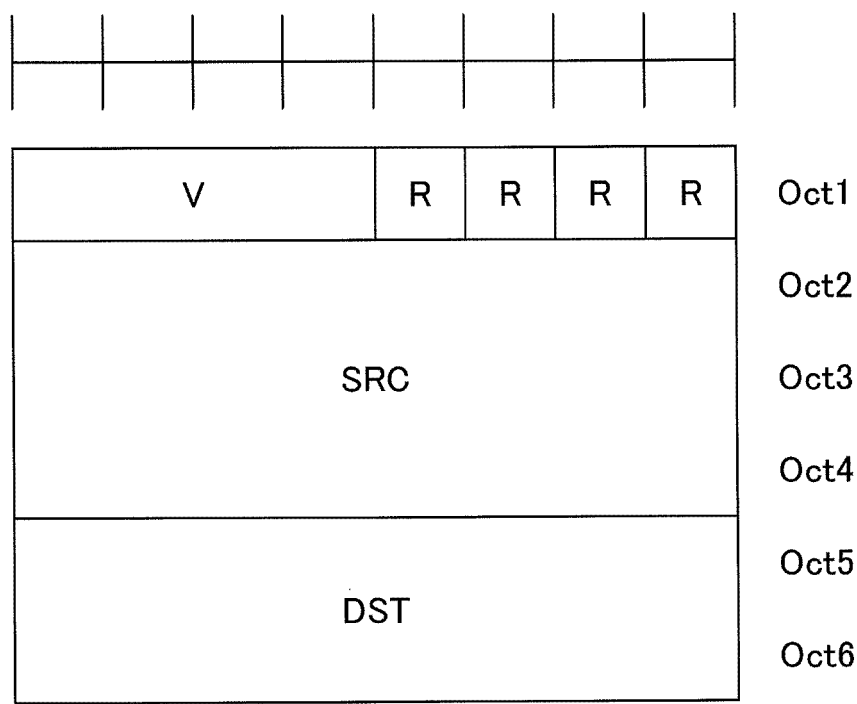 V R R R R Oct1
Oct2
SRC Oct3
Oct4
Oct5
DST
Oct6